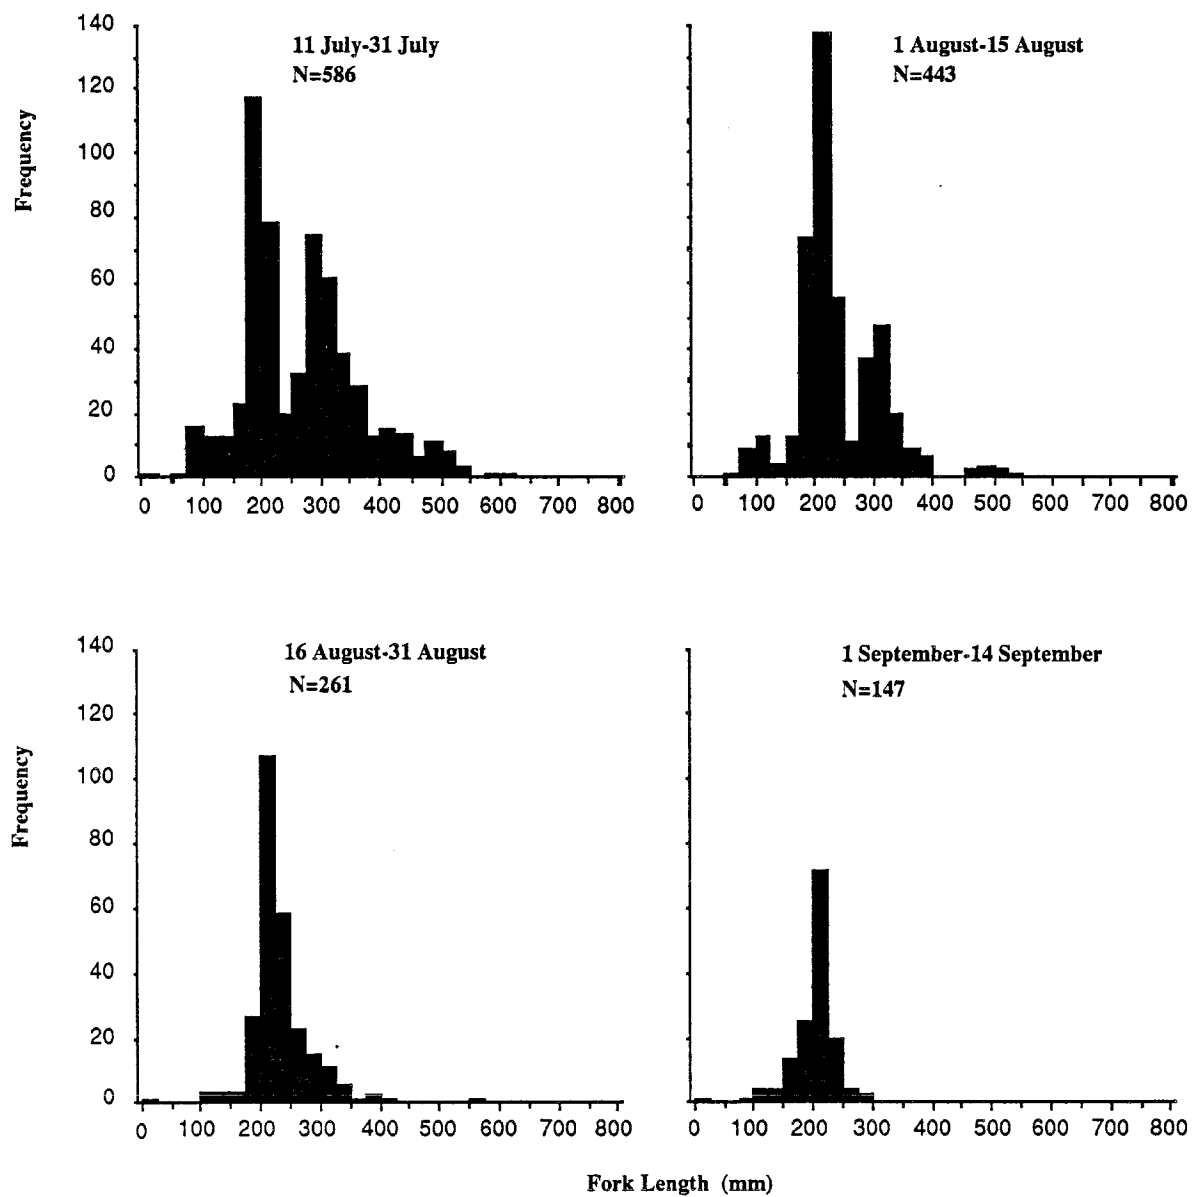 140
120
100
80
60
40
20
0
Frequency
11 July-31 July
N=586
0 100 200 300 400 500 600 700 800
1 August-15 August
N=443
0 100 200 300 400 500 600 700 800
140
120
100
80
60
40
20
0
Frequency
16 August-31 August
N=261
0 100 200 300 400 500 600 700 800
1 September-14 September
N=147
0 100 200 300 400 500 600 700 800
Fork Length (mm)